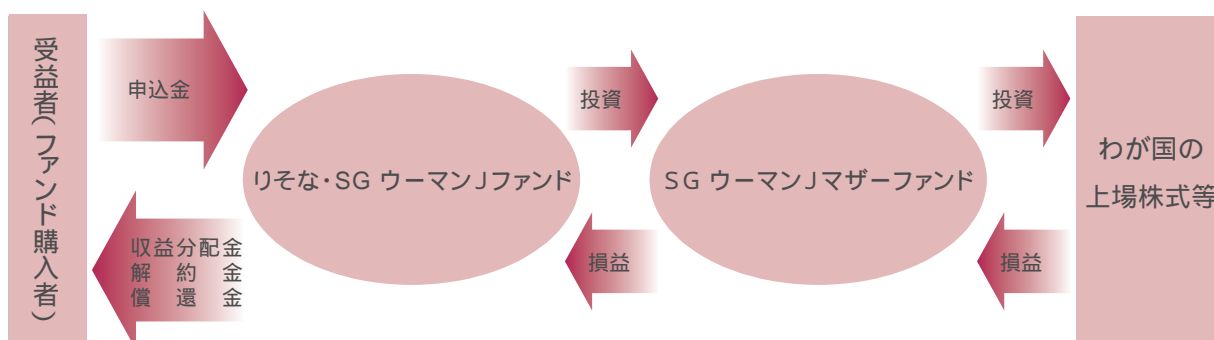 受益者(ファンド購入者)
申込金
収益分配金
解約金
償還金
りそな・SG ウーマンJファンド
投資
損益
SG ウーマンJマザーファンド
投資
損益
わが国の
上場株式等